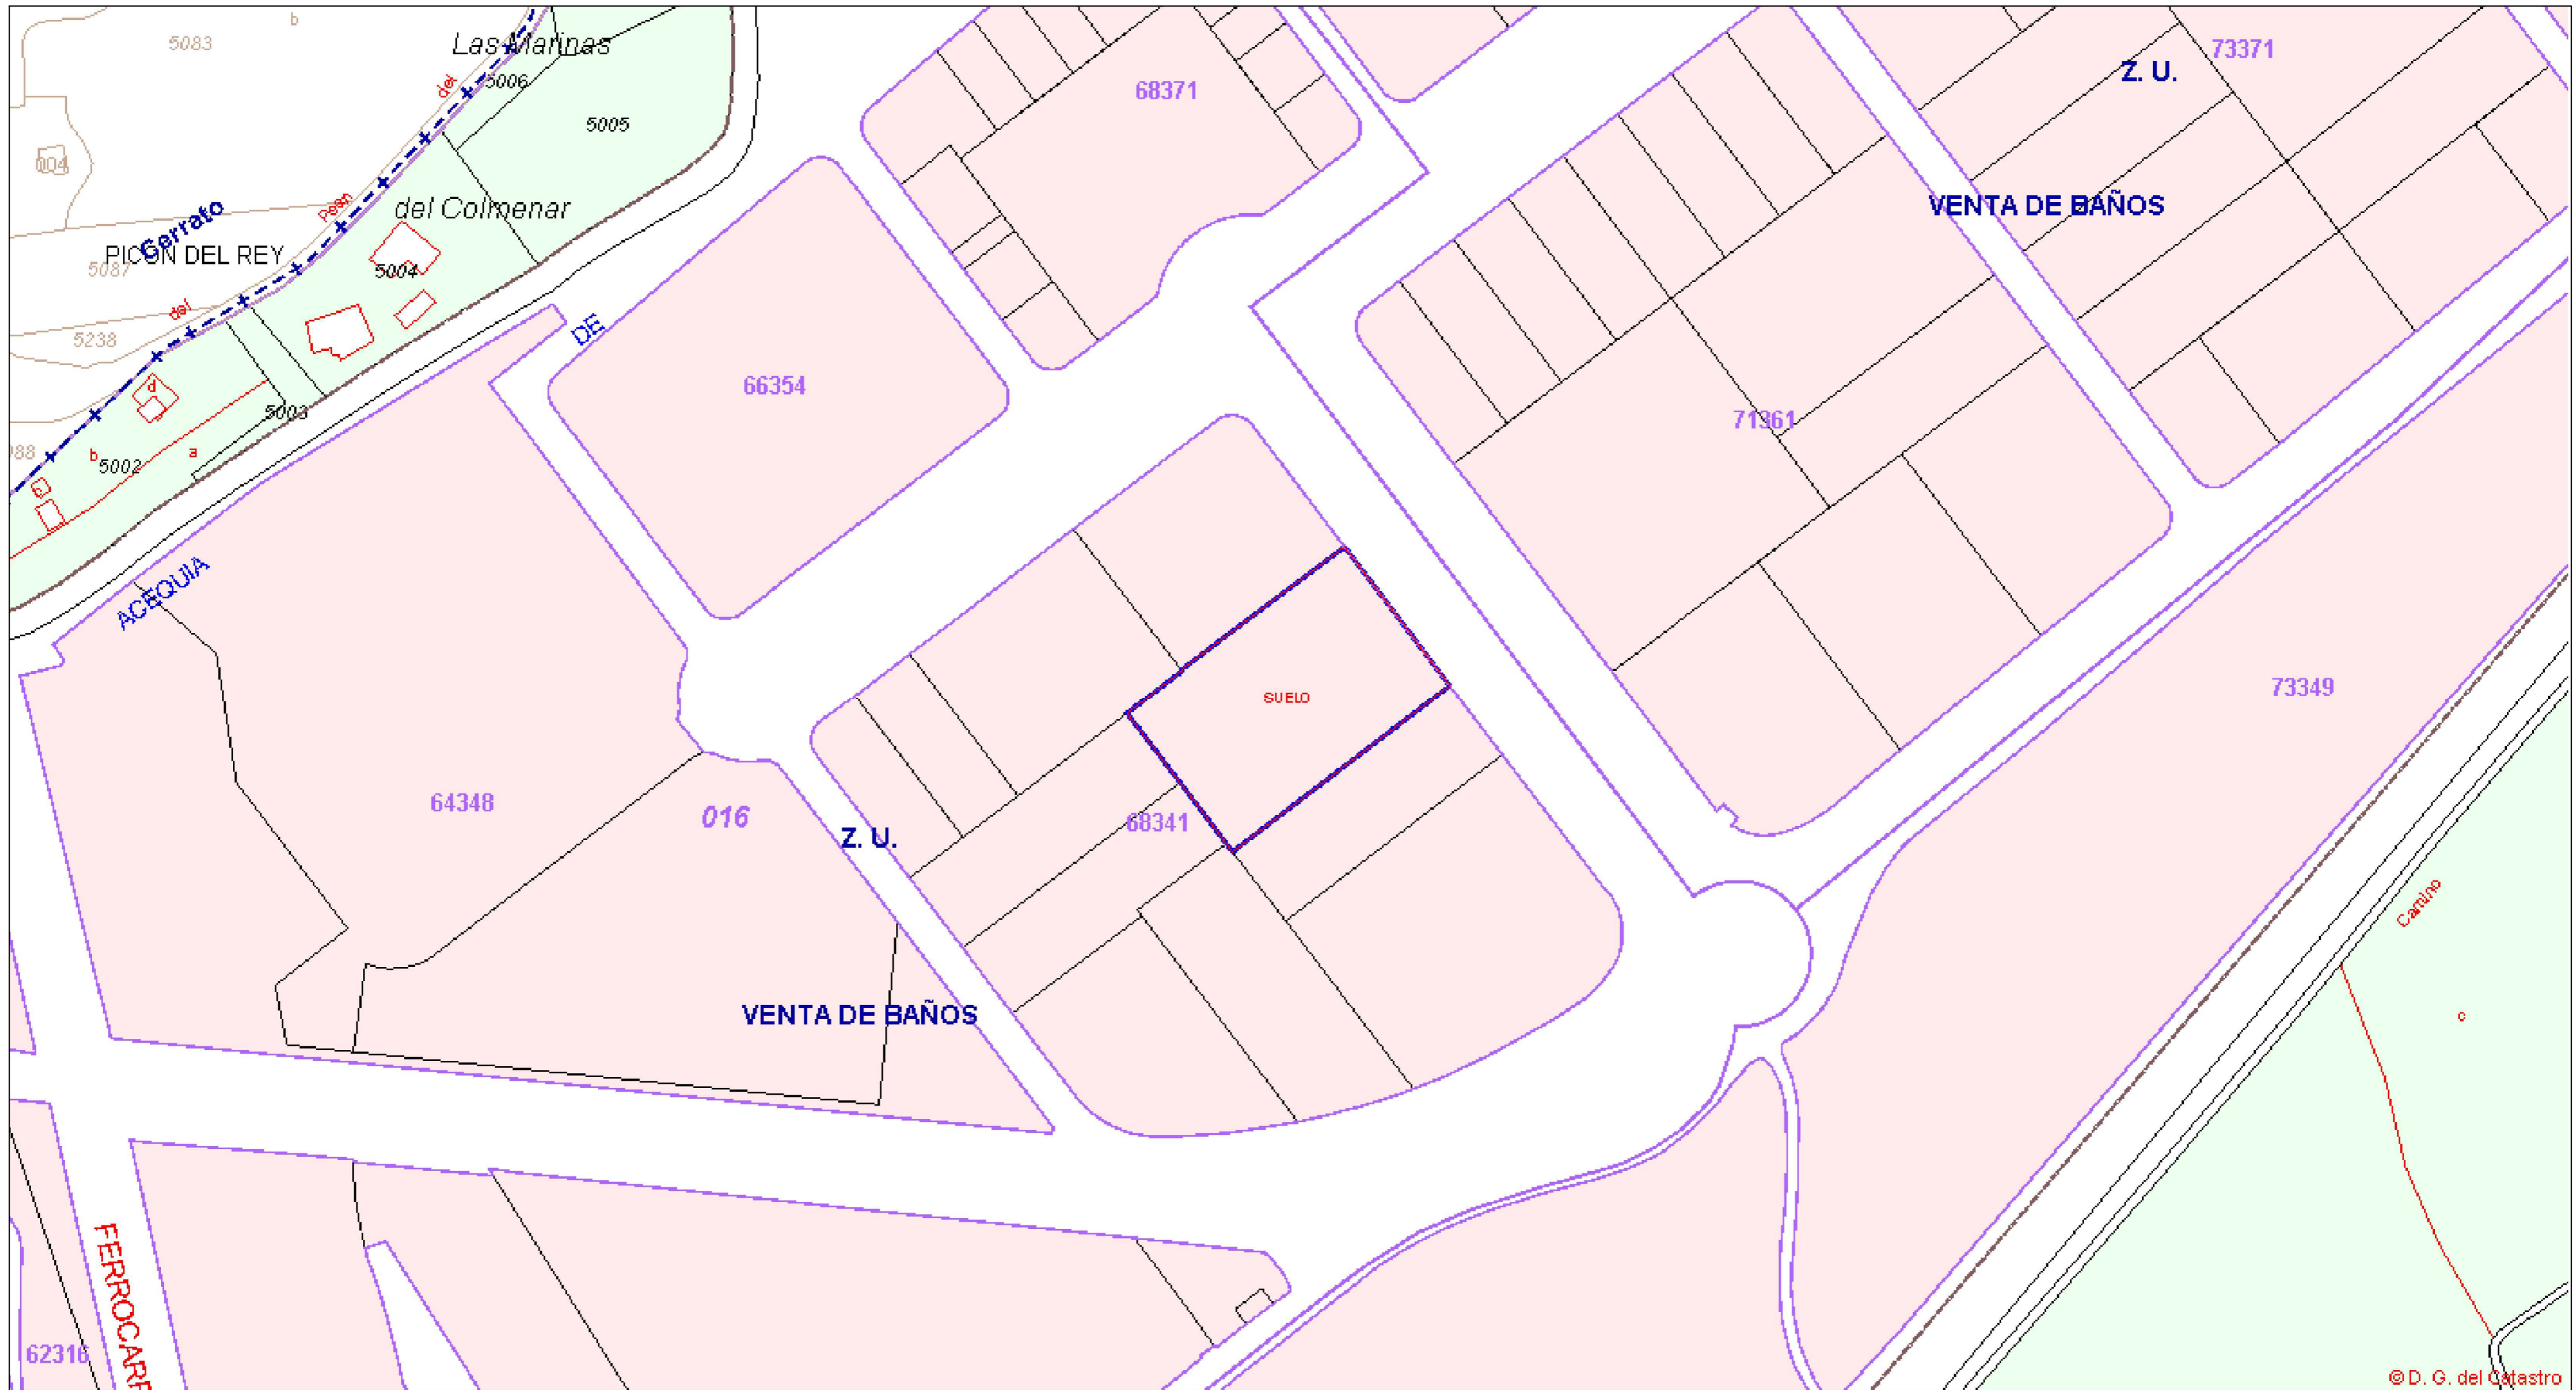 b
5083
Las Marinas
73371
Z. U.
del
5006
68371
5005
004
VENTA DE BAÑOS
Peon
del Colmenar
Cerrato
PICON DEL REY
5087
5004
del
DE
5238
66354
d
5003
71361
b
a
5002
ACEQUIA
SUELO
73349
64348
016
68341
Z. U.
Camino
VENTA DE BAÑOS
c
FERROCARR
62316
© D. G. del Catastro